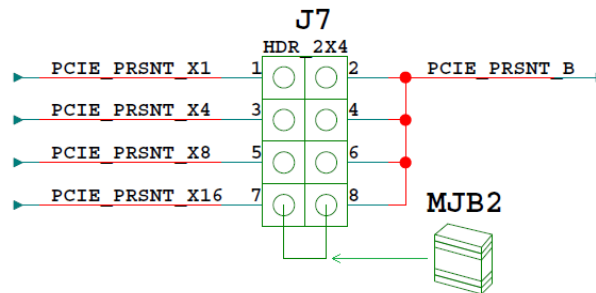 J7
HDR_2X4
PCIE_PRSNT_X1 1 2 PCIE_PRSNT_B
PCIE_PRSNT_X4 3 4
PCIE_PRSNT_X8 5 6
PCIE_PRSNT_X16 7 8
MJB2